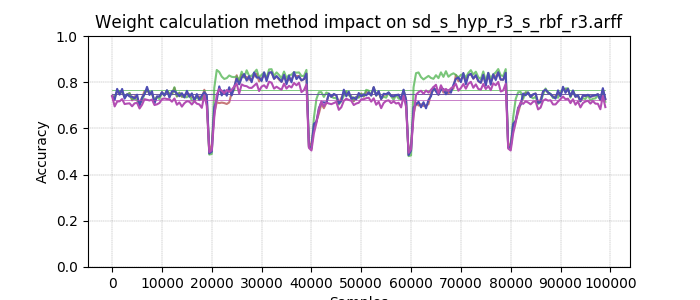 Weight calculation method impact on sd_s_hyp_r3_s_rbf_r3.arff
1.0
0.8
0.6
0.4
0.2
0.0
Accuracy
0 10000 20000 30000 40000 50000 60000 70000 80000 90000 100000
Samples